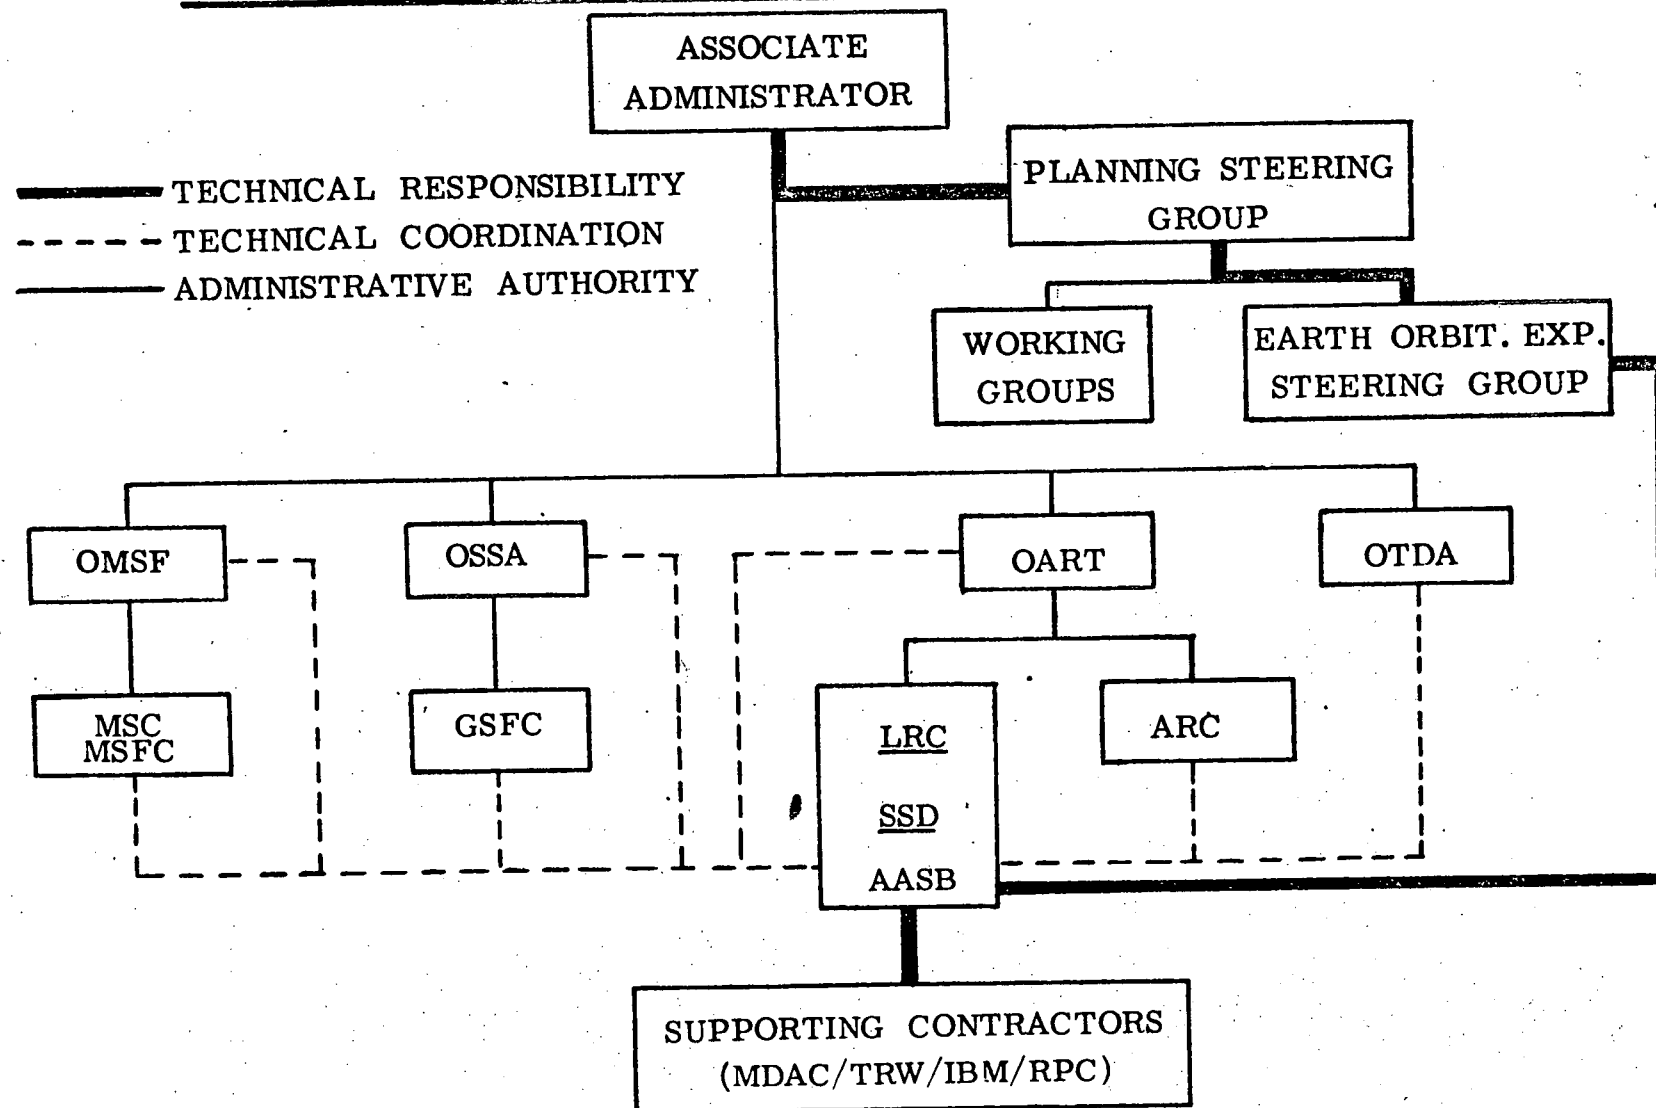 ASSOCIATE
ADMINISTRATOR
PLANNING STEERING
GROUP
TECHNICAL RESPONSIBILITY
TECHNICAL COORDINATION
ADMINISTRATIVE AUTHORITY
WORKING
GROUPS
EARTH ORBIT. EXP.
STEERING GROUP
OMSF
OSSA
OART
OTDA
MSC
MSFC
GSFC
LRC
SSD
AASB
ARC
SUPPORTING CONTRACTORS
(MDAC/TRW/IBM/RPC)